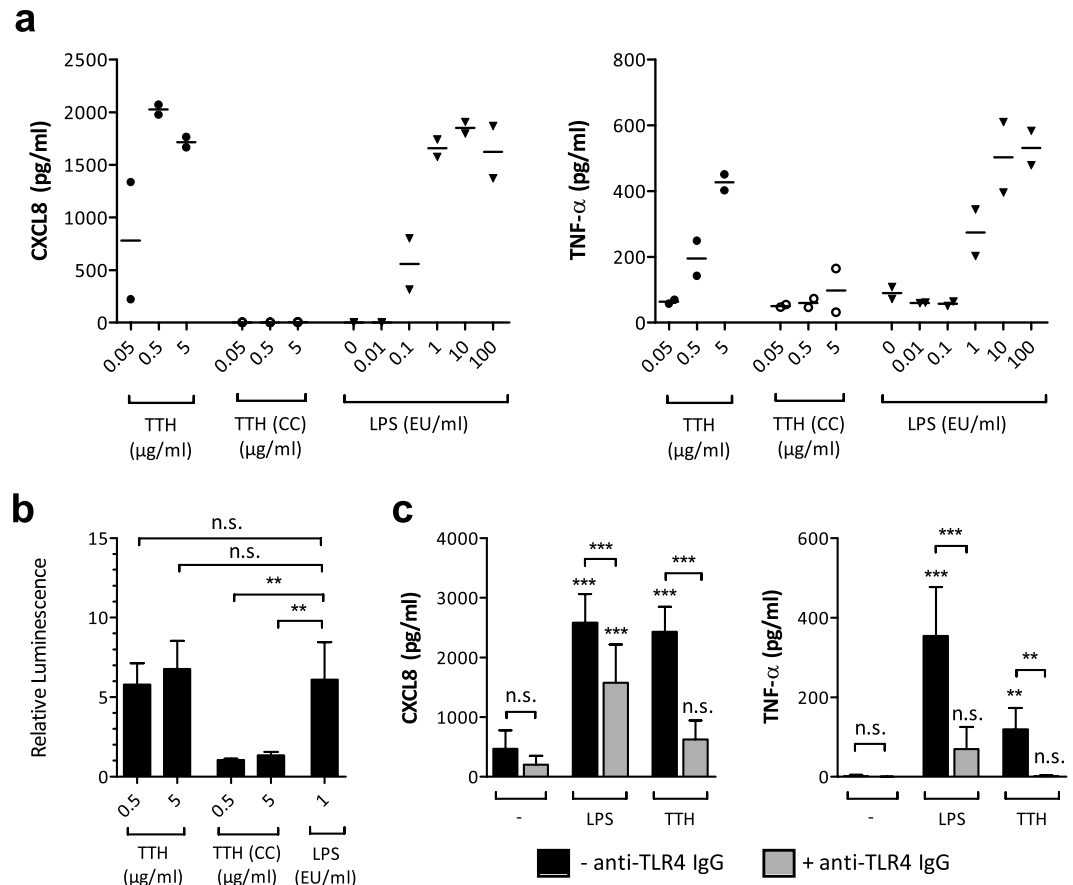 a
2500
2000
1500
1000
500
0
CXCL8 (pg/ml)
0.05 0.5 5 0.05 0.5 5 0 0.01 0.1 1 10 100
TTH TTH (CC) LPS (EU/ml)
(µg/ml) (µg/ml)
800
600
400
200
0
TNF-α (pg/ml)
0.05 0.5 5 0.05 0.5 5 0 0.01 0.1 1 10 100
TTH TTH (CC) LPS (EU/ml)
(µg/ml) (µg/ml)
b
n.s.
n.s.
**
**
15
10
5
0
Relative Luminescence
0.5 5 0.5 5 1
TTH TTH (CC) LPS
(µg/ml) (µg/ml) (EU/ml)
c
4000
3000
2000
1000
0
CXCL8 (pg/ml)
*** ***
*** ***
***
n.s. n.s.
- LPS TTH
600
400
200
0
TNF-α (pg/ml)
***
***
**
**
n.s. n.s. n.s.
- LPS TTH
- anti-TLR4 IgG + anti-TLR4 IgG